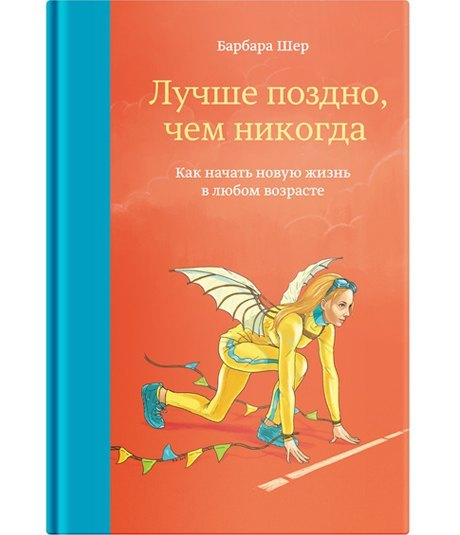 Барбара Шер
Лучше поздно,
чем никогда
Как начать новую жизнь
в любом возрасте